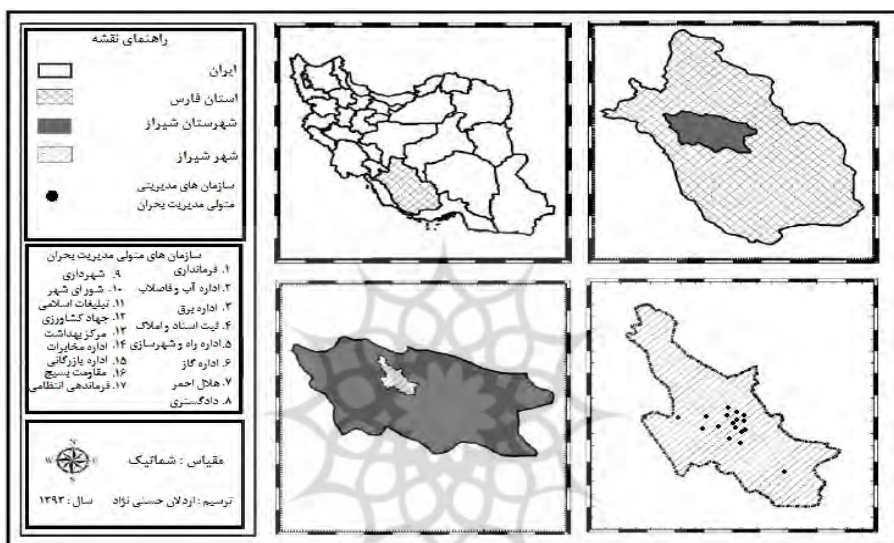 راهنمای نقشه
ایران
استان فارس
شهرستان شیراز
شهر شیراز
سازمان های مدیریتی
متولی مدیریت بحران
سازمان های متولی مدیریت بحران
۱. فرمانداری
۲. اداره آب و فاضلاب
۳. اداره برق
۴. ثبت اسناد و املاک
۵. اداره راه و شهرسازی
۶. اداره گاز
۷. هلال احمر
۸. دادگستری
۹. شهرداری
۱۰. شورای شهر
۱۱. تبلیغات اسلامی
۱۲. جهاد کشاورزی
۱۳. مرکز بهداشت
۱۴. اداره مخابرات
۱۵. اداره بازرگانی
۱۶. مقاومت بسیج
۱۷. فرماندهی انتظامی
N
W
E
S
مقیاس : شماتیک
ترسیم : اردلان حسنی نژاد سال : ۱۳۹۳